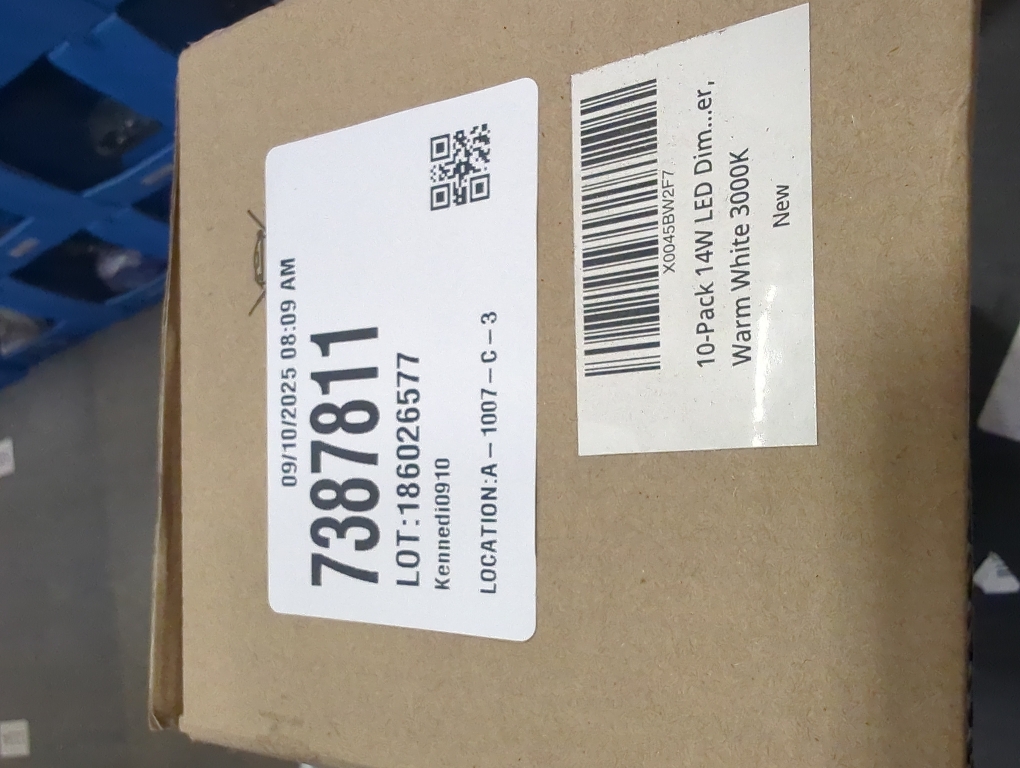 09/10/2025 08:09 AM
7387811
LOT:186026577
Kennedi0910
LOCATION:A-1007-C-3
X0045BW2F7
10-Pack 14W LED Dim...er,
Warm White 3000K
New